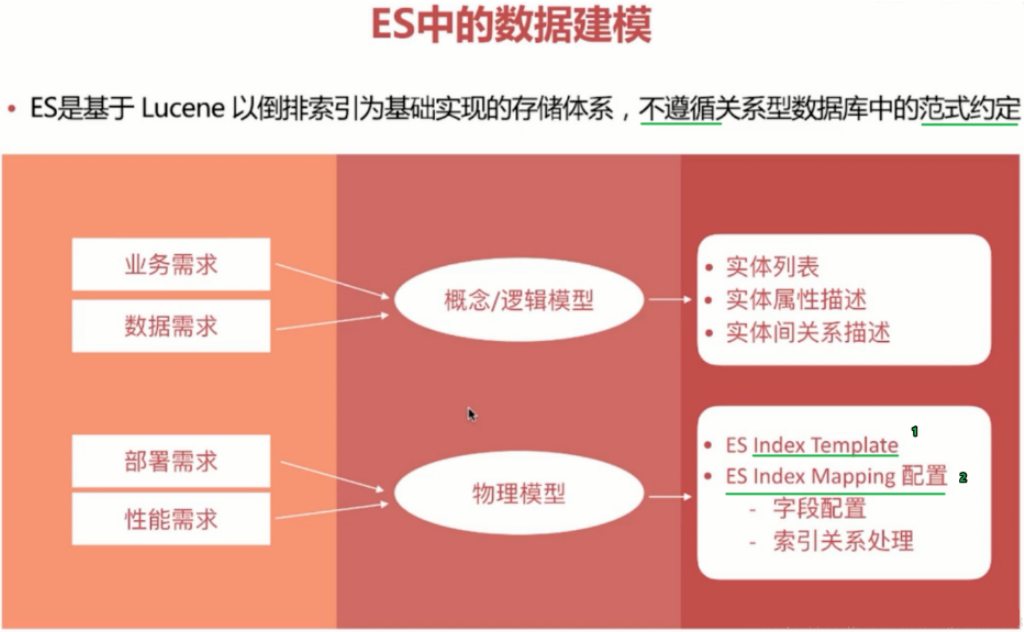 ES中的数据建模
• ES是基于 Lucene 以倒排索引为基础实现的存储体系，不遵循关系型数据库中的范式约定
业务需求
数据需求
概念/逻辑模型
• 实体列表
• 实体属性描述
• 实体间关系描述
部署需求
性能需求
物理模型
• ES Index Template 1
• ES Index Mapping 配置 2
- 字段配置
- 索引关系处理